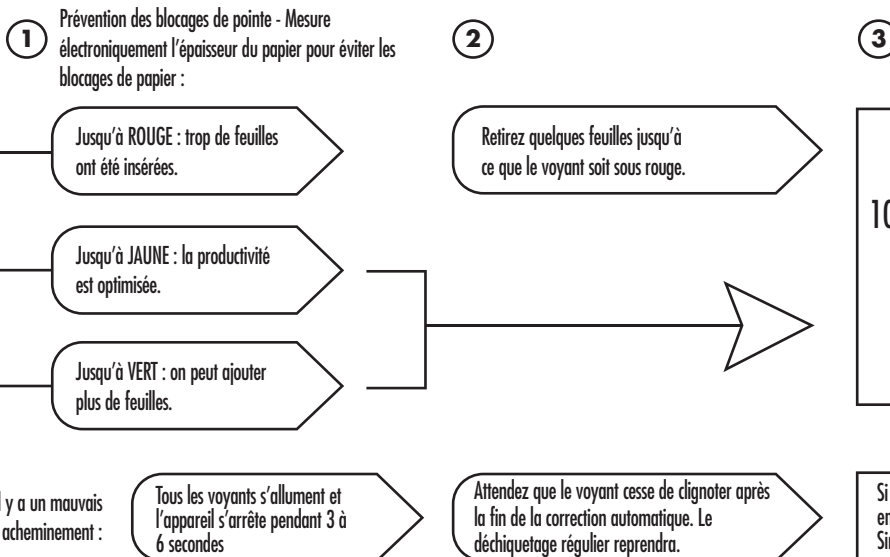 1
Prévention des blocages de pointe - Mesure
électroniquement l'épaisseur du papier pour éviter les
blocages de papier :
2
3
Jusqu'à ROUGE : trop de feuilles
ont été insérées.
Retirez quelques feuilles jusqu'à
ce que le voyant soit sous rouge.
10
Jusqu'à JAUNE : la productivité
est optimisée.
Jusqu'à VERT : on peut ajouter
plus de feuilles.
y a un mauvais
acheminement :
Tous les voyants s'allument et
l'appareil s'arrête pendant 3 à
6 secondes
Attendez que le voyant cesse de clignoter après
la fin de la correction automatique. Le
déchiquetage régulier reprendra.
Si